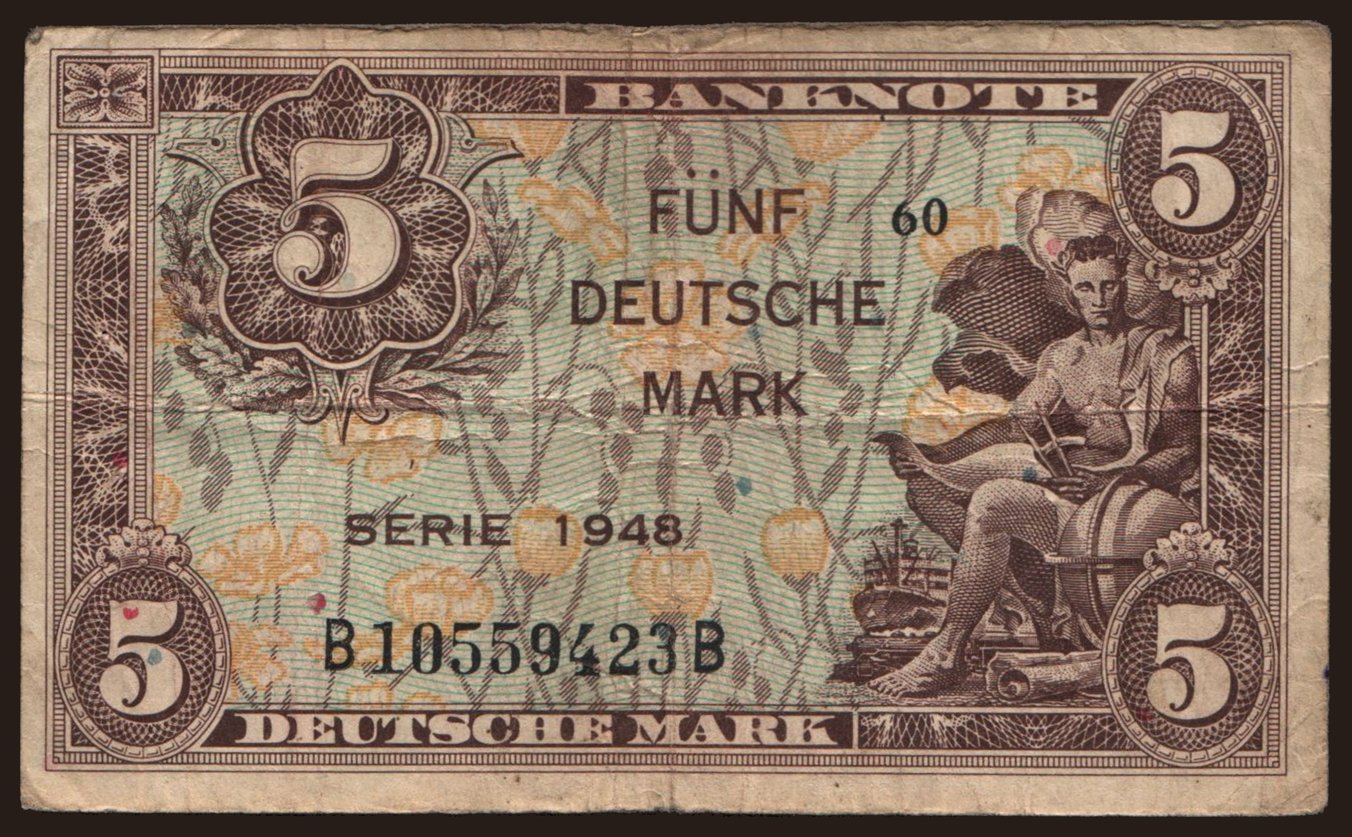 BANKNOTE
5
5
FÜNF 60
DEUTSCHE
MARK
SERIE 1948
B10559423B
5
5
DEUTSCHE MARK